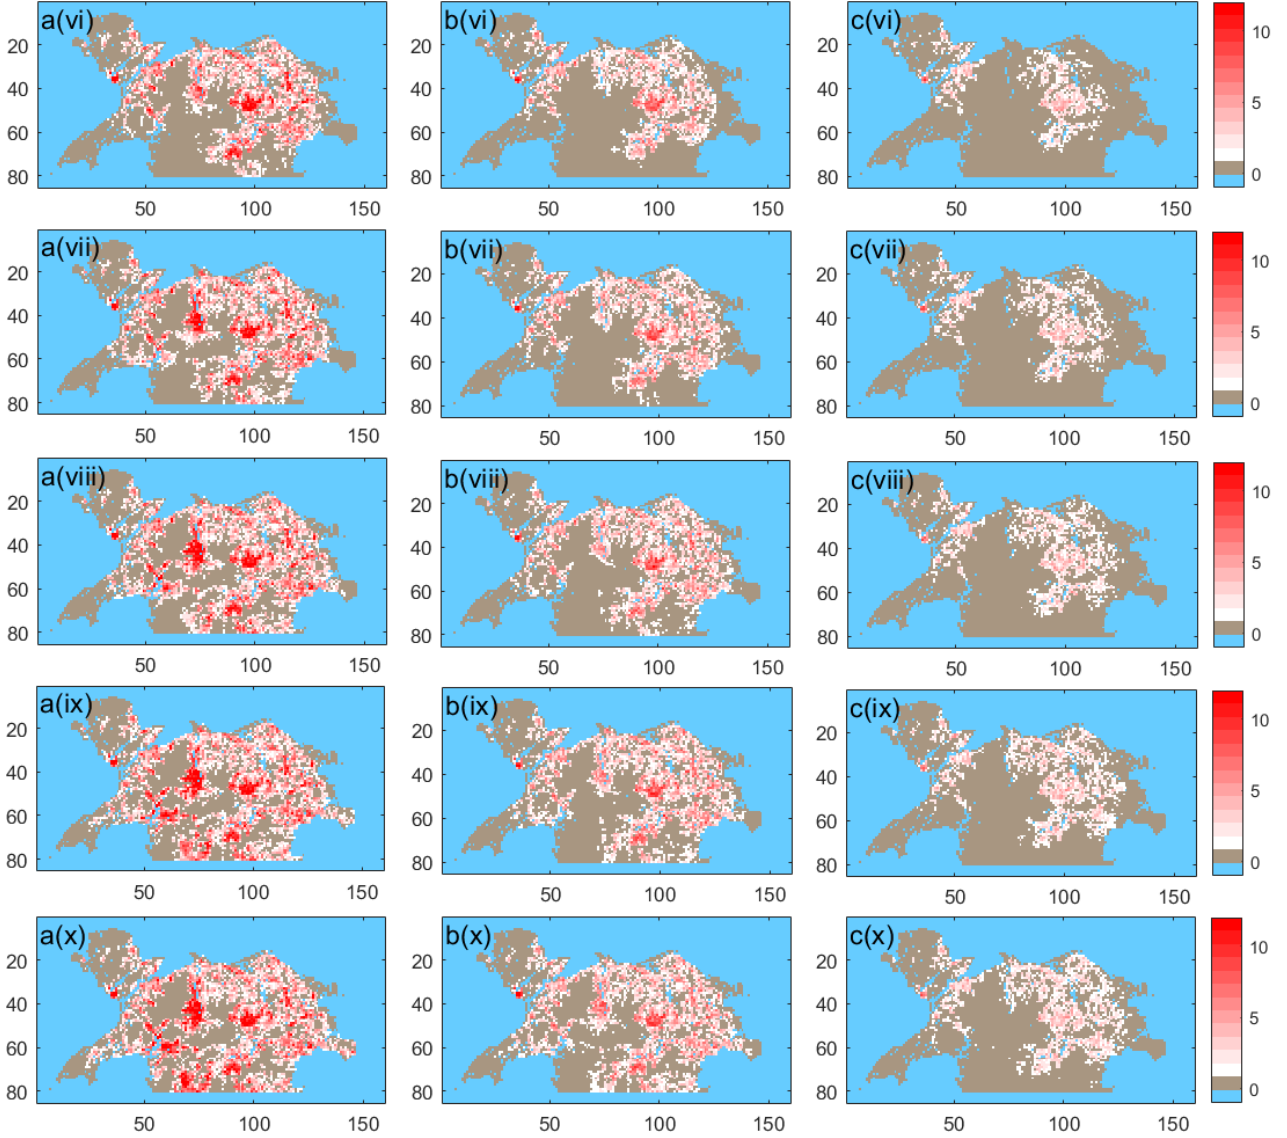 a(vi) b(vi) c(vi)
20 20 20 10
40 40 40
60 60 60 5
80 80 80 0
50 100 150 50 100 150 50 100 150
a(vii) b(vii) c(vii)
20 20 20 10
40 40 40
60 60 60 5
80 80 80 0
50 100 150 50 100 150 50 100 150
a(viii) b(viii) c(viii)
20 20 20 10
40 40 40
60 60 60 5
80 80 80 0
50 100 150 50 100 150 50 100 150
a(ix) b(ix) c(ix)
20 20 20 10
40 40 40
60 60 60 5
80 80 80 0
50 100 150 50 100 150 50 100 150
a(x) b(x) c(x)
20 20 20 10
40 40 40
60 60 60 5
80 80 80 0
50 100 150 50 100 150 50 100 150